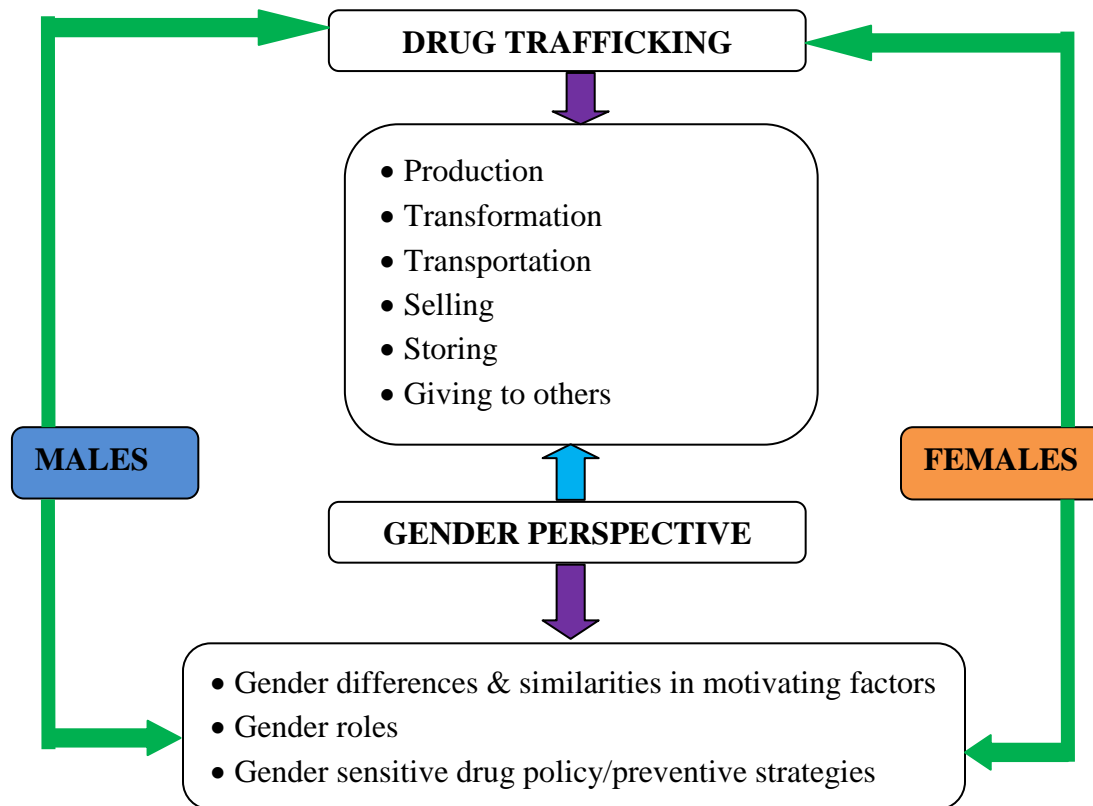 DRUG TRAFFICKING
• Production
• Transformation
• Transportation
• Selling
• Storing
• Giving to others
MALES
FEMALES
GENDER PERSPECTIVE
• Gender differences & similarities in motivating factors
• Gender roles
• Gender sensitive drug policy/preventive strategies